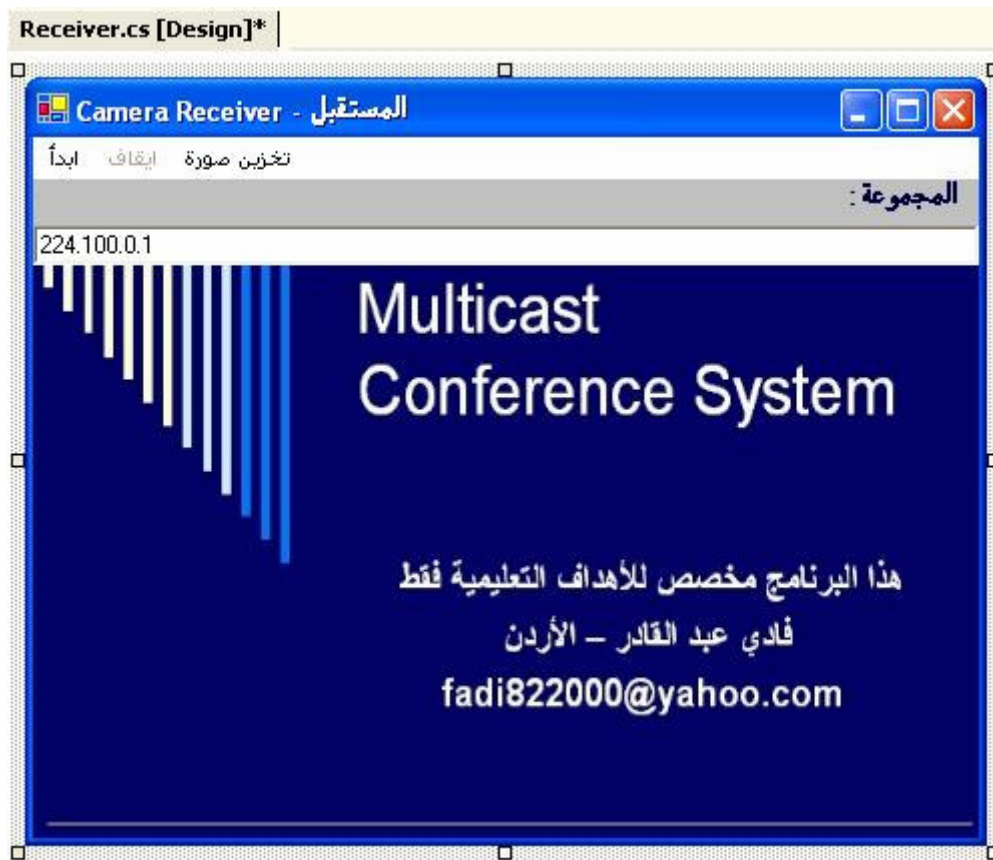 Receiver.cs [Design]*
Camera Receiver - المستقبل
ابدأ ايقاف تخزين صورة
المجموعة :
224.100.0.1
Multicast
Conference System
هذا البرنامج مخصص للأهداف التعليمية فقط
فادي عبد القادر – الأردن
fadi822000@yahoo.com